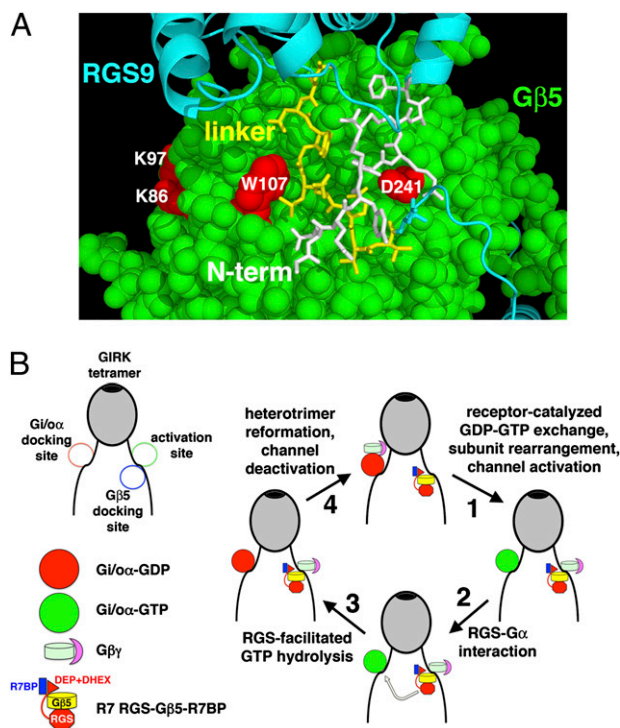 A
RGS9
Gβ5
linker
K97
K86
W107
D241
N-term
B
GIRK
tetramer
Gi/oα
docking
site
activation
site
Gβ5
docking
site
heterotrimer
reformation,
channel
deactivation
receptor-catalyzed
GDP-GTP exchange,
subunit rearrangement,
channel activation
4
1
3
2
RGS-facilitated
GTP hydrolysis
RGS-Gα
interaction
Gi/oα-GDP
Gi/oα-GTP
Gβγ
R7BP
DEP+DHEX
Gβ5
RGS
R7 RGS-Gβ5-R7BP